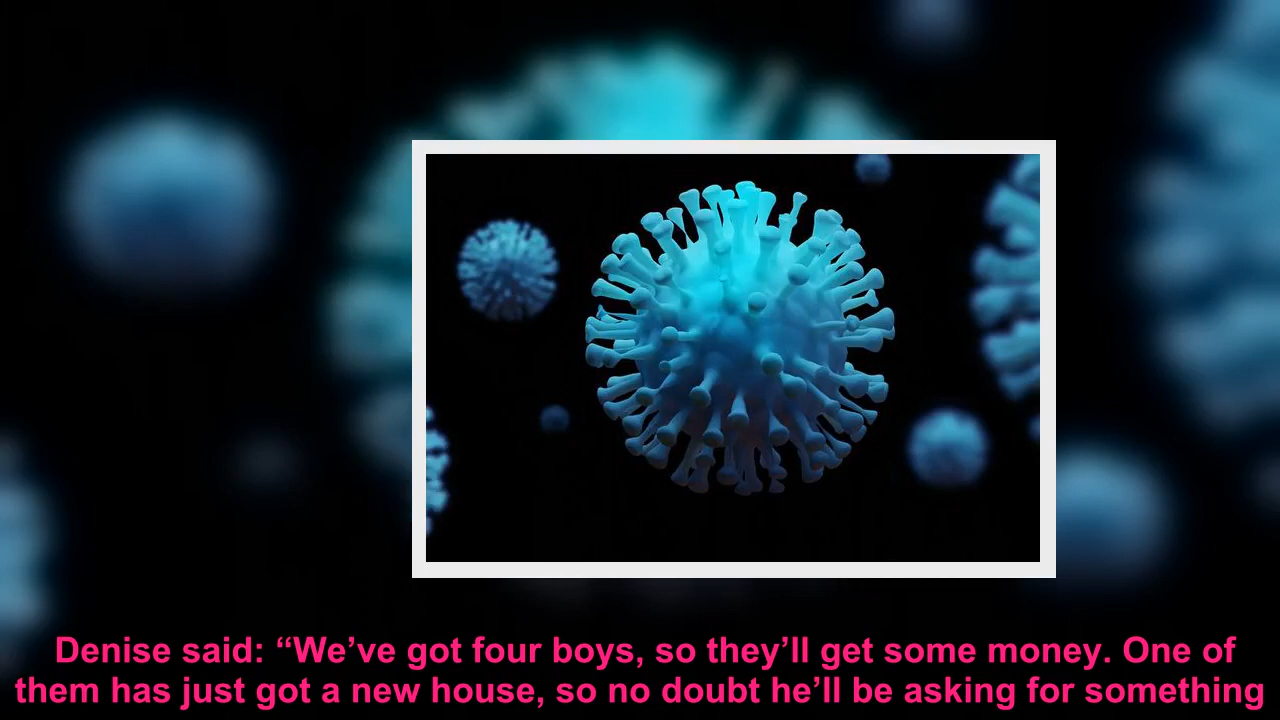 Denise said: “We’ve got four boys, so they’ll get some money. One of
them has just got a new house, so no doubt he’ll be asking for something